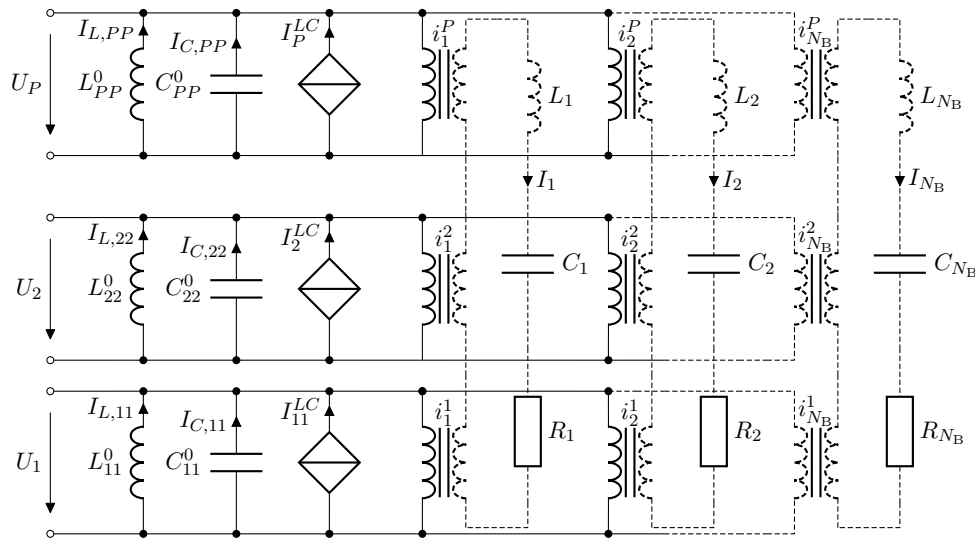 U_P I_{L,PP} L^0_{PP} I_{C,PP} C^0_{PP} I^{LC}_P i^P_1 L_1 i^P_2 L_2 i^P_{N_B} L_{N_B}
I_1 I_2 I_{N_B}
U_2 I_{L,22} L^0_{22} I_{C,22} C^0_{22} I^{LC}_2 i^2_1 C_1 i^2_2 C_2 i^2_{N_B} C_{N_B}
U_1 I_{L,11} L^0_{11} I_{C,11} C^0_{11} I^{LC}_{11} i^1_1 R_1 i^1_2 R_2 i^1_{N_B} R_{N_B}